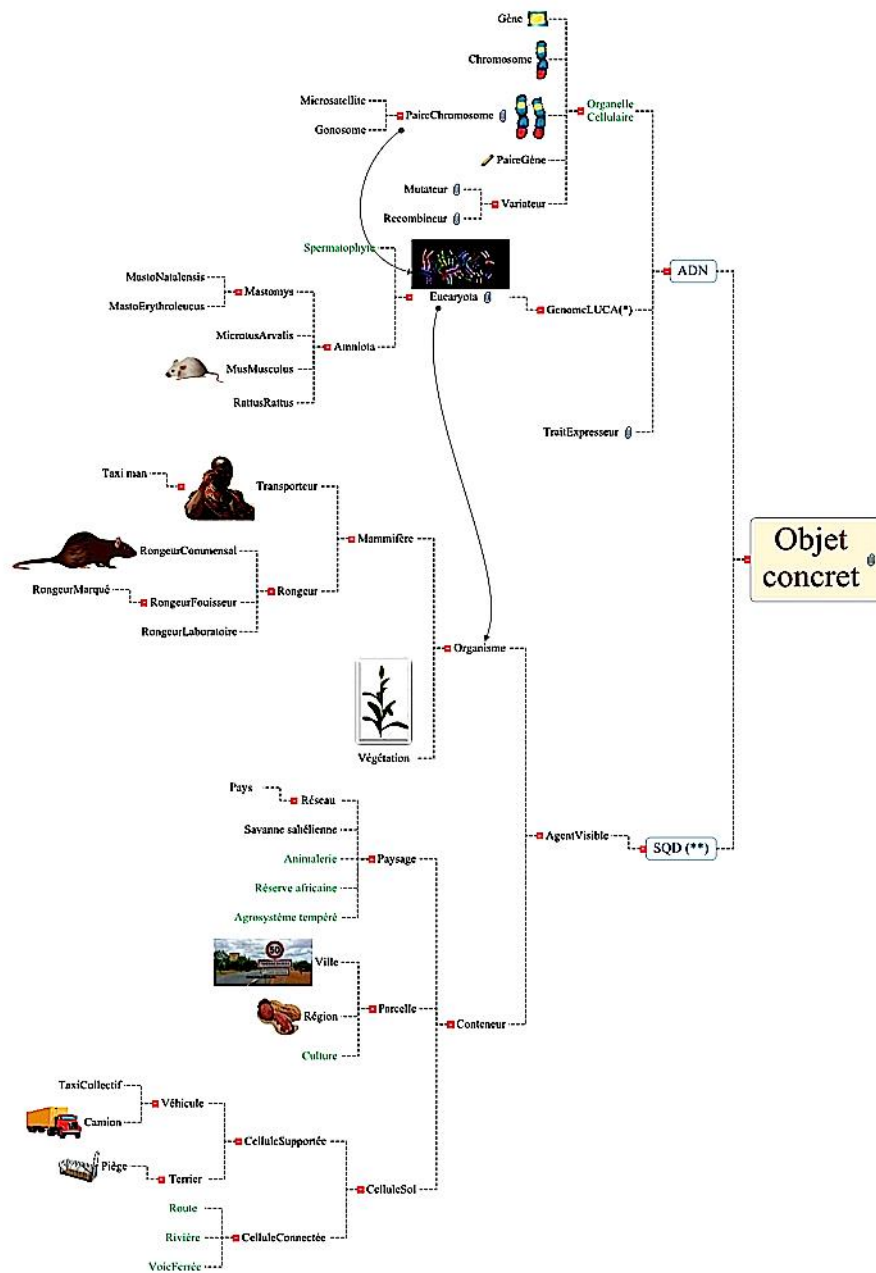 Gène
Chromosome
Microsatellite
PaireChromosome
Organelle
Cellulaire
Gonosome
PaireGène
Mutateur
Variateur
Recombineur
Spermatophyte
ADN
MastoNatalensis
Mastomys
Eucaryota
GenomeLUCA(*)
MastoErythroleucus
MicrotusArvalis
Amniota
MusMusculus
RattusRattus
TraitExpresseur
Taxi man
Transporteur
Mammifère
Objet
concret
RongeurCommensal
RongeurMarqué
RongeurFouisseur
Rongeur
RongeurLaboratoire
Organisme
Végétation
Pays
Réseau
Savanne sahélienne
AgentVisible
SQD (**)
Animalerie
Paysage
Réserve africaine
Agrosystème tempéré
50
Ville
Région
Parcelle
Conteneur
Culture
TaxiCollectif
Véhicule
Camion
CelluleSupportée
Piège
Terrier
CelluleSol
Route
Rivière
CelluleConnectée
VoieFerrée